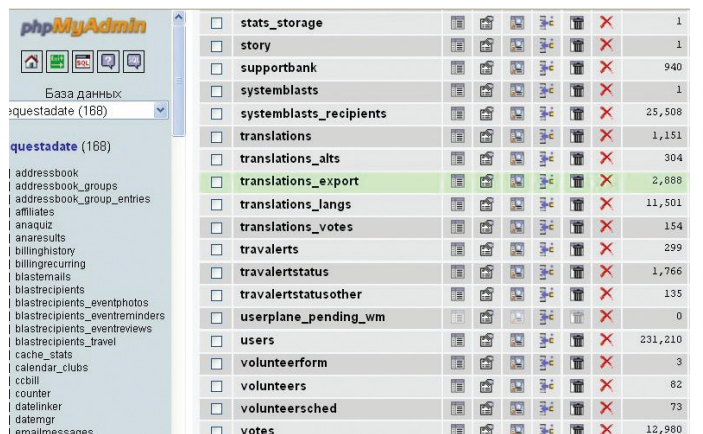 phpMyAdmin
SQL
База данных
equestadate (168)
questadate (168)
addressbook
addressbook_groups
addressbook_group_entries
affiliates
anaquiz
anaresults
billinghistory
billingrecurring
blastemails
blastrecipients
blastrecipients_eventphotos
blastrecipients_eventreminders
blastrecipients_eventreviews
blastrecipients_travel
cache_stats
calendar_clubs
ccbill
counter
datelinker
datemgr
emailmessages
stats_storage 1
story 1
supportbank 940
systemblasts 1
systemblasts_recipients 25,508
translations 1,151
translations_alts 304
translations_export 2,888
translations_langs 11,501
translations_votes 154
travalerts 299
travalertstatus 1,766
travalertstatusother 135
userplane_pending_wm 0
users 231,210
volunteerform 3
volunteers 82
volunteersched 73
votes 12,980